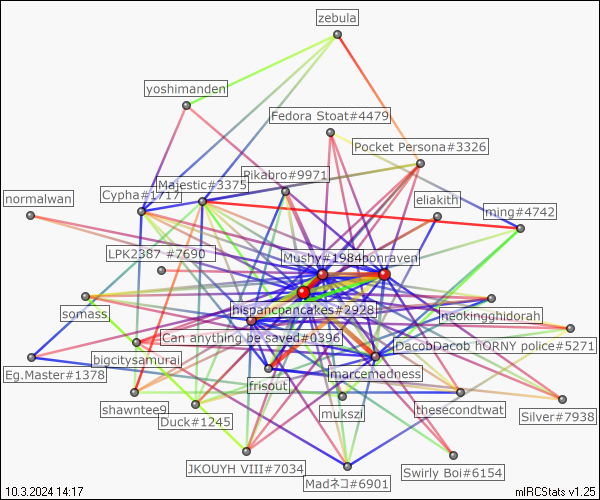 zebula
yoshimanden
Fedora Stoat#4479
Pocket Persona#3326
Pikabro#9971
Majestic#3375
Cypha#1717
normalwan
eliakith
ming#4742
LPK2387 #7690
Mushy#1984
bonraven
somass
hispancpancakes#2928
neokingghidorah
Can anything be saved#0396
DacobDacob hORNY police#5271
bigcitysamurai
marcemadness
Eg.Master#1378
frisout
shawntee9
mukszi
thesecondtwat
Duck#1245
Silver#7938
JKOUYH VIII#7034
Swirly Boi#6154
Madネコ#6901
10.3.2024 14:17
mIRCStats v1.25